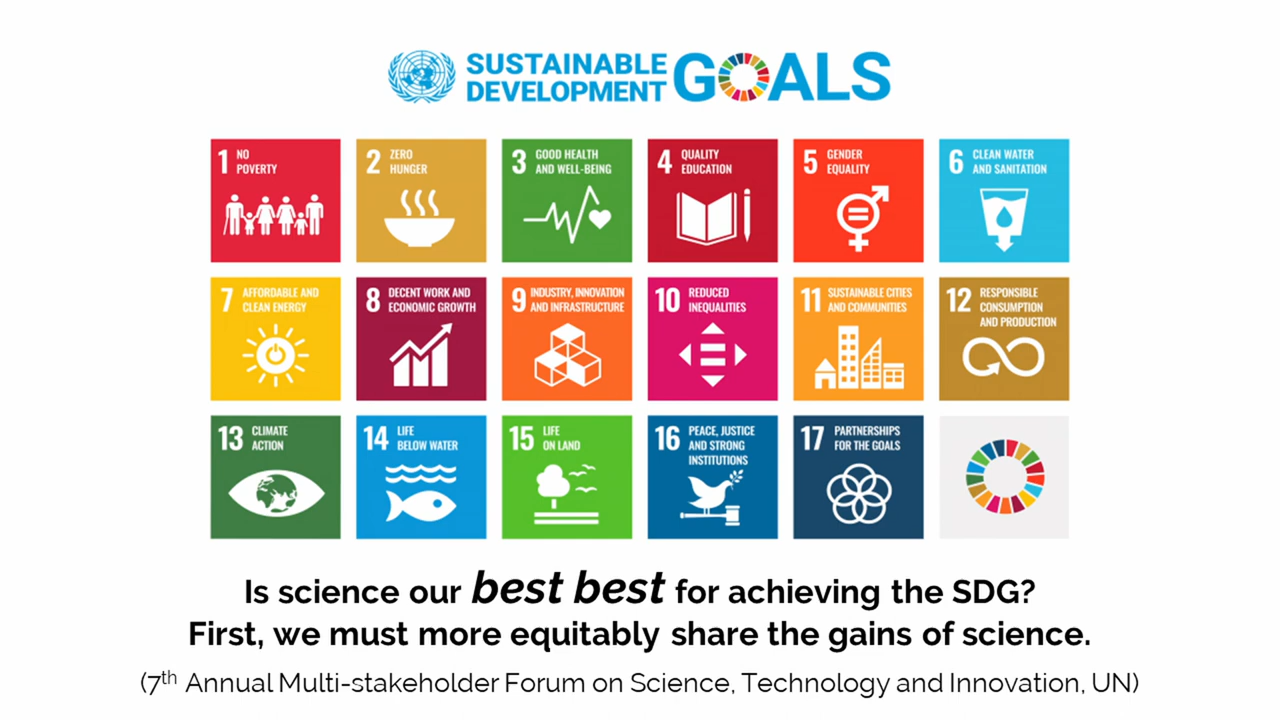 SUSTAINABLE
DEVELOPMENT
GOALS
1 NO
POVERTY
2 ZERO
HUNGER
3 GOOD HEALTH
AND WELL-BEING
4 QUALITY
EDUCATION
5 GENDER
EQUALITY
6 CLEAN WATER
AND SANITATION
7 AFFORDABLE AND
CLEAN ENERGY
8 DECENT WORK AND
ECONOMIC GROWTH
9 INDUSTRY, INNOVATION
AND INFRASTRUCTURE
10 REDUCED
INEQUALITIES
11 SUSTAINABLE CITIES
AND COMMUNITIES
12 RESPONSIBLE
CONSUMPTION
AND PRODUCTION
13 CLIMATE
ACTION
14 LIFE
BELOW WATER
15 LIFE
ON LAND
16 PEACE, JUSTICE
AND STRONG
INSTITUTIONS
17 PARTNERSHIPS
FOR THE GOALS
Is science our best best for achieving the SDG?
First, we must more equitably share the gains of science.
(7th Annual Multi-stakeholder Forum on Science, Technology and Innovation, UN)